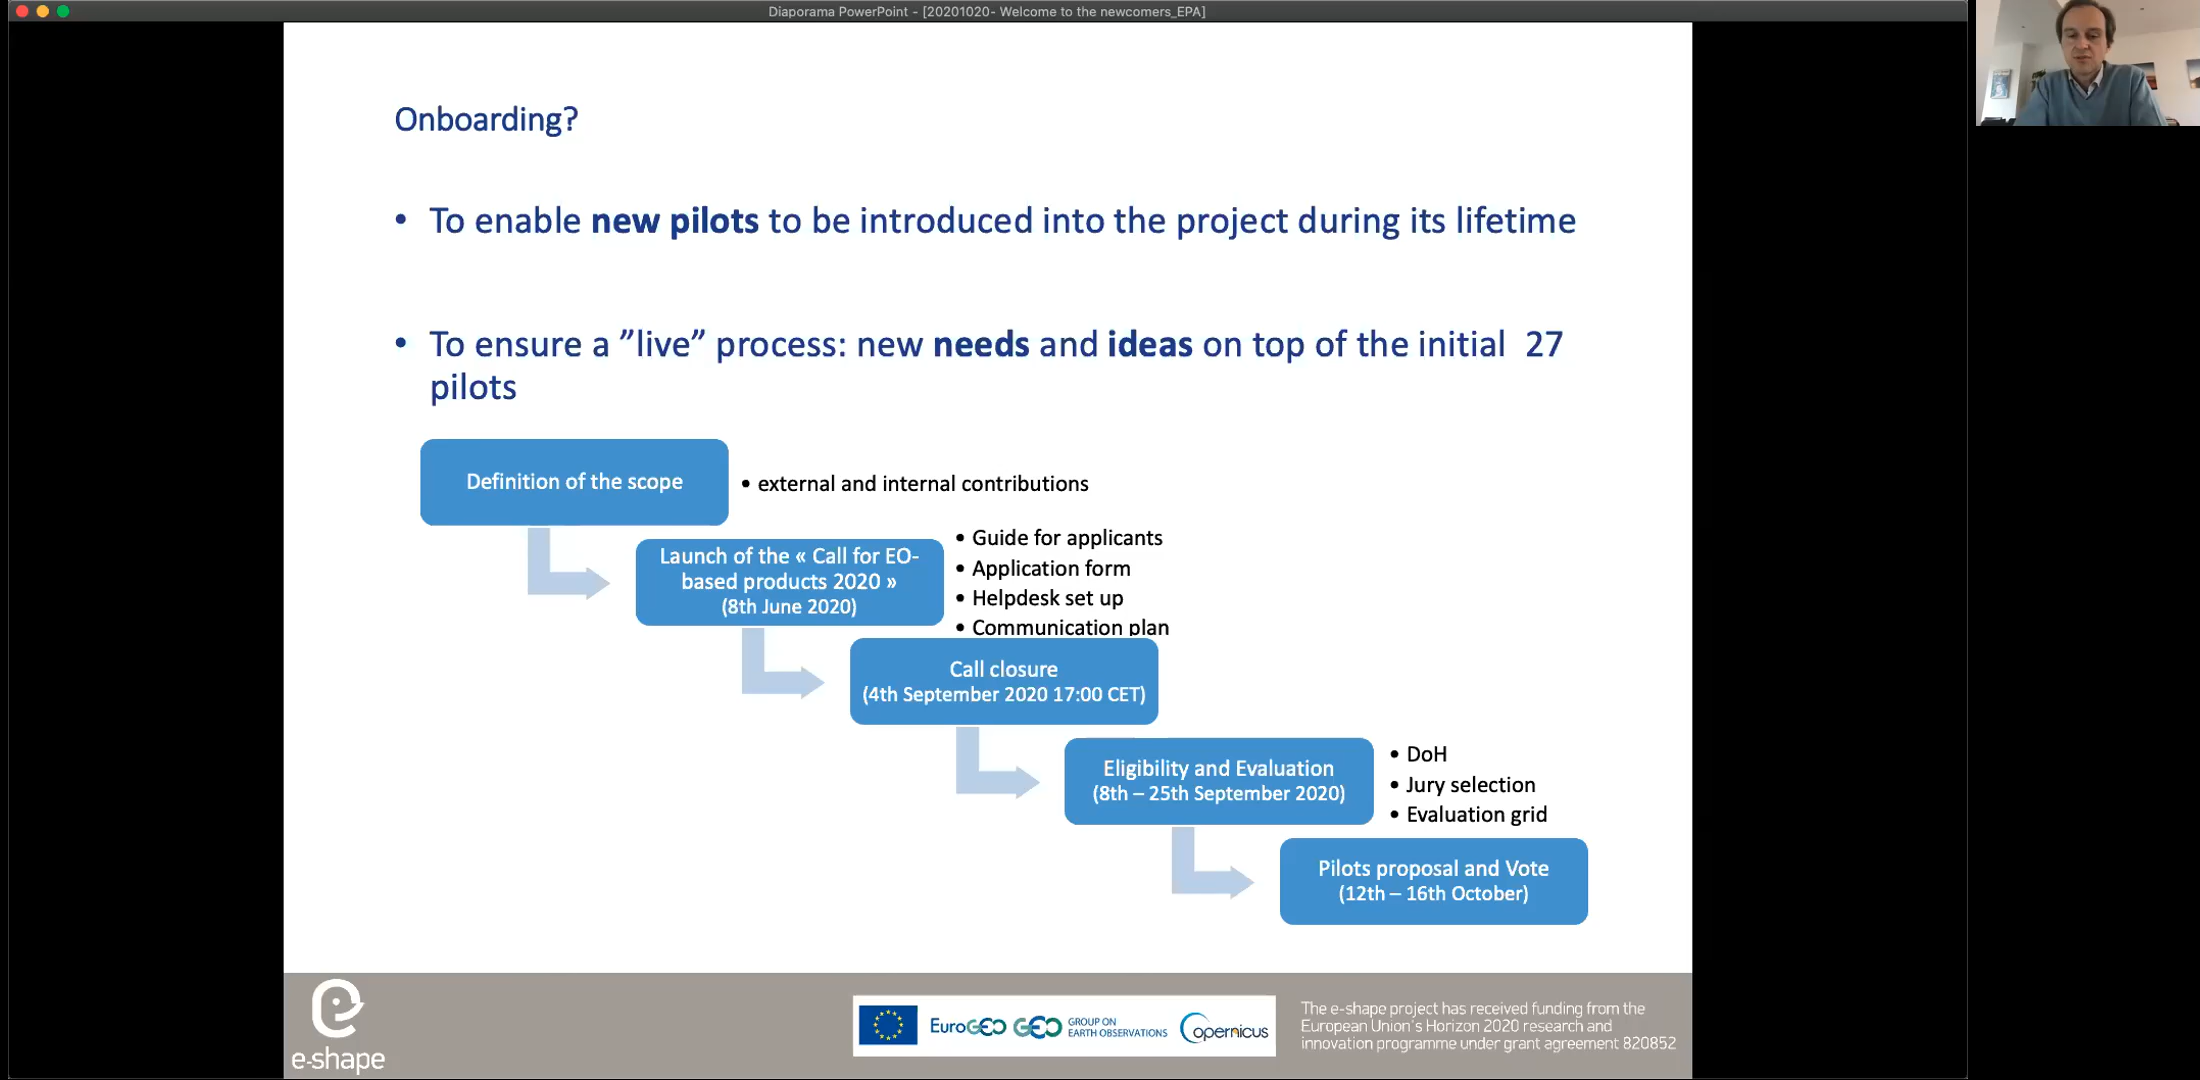 Diaporama PowerPoint - [20201020- Welcome to the newcomers_EPA]
Onboarding?
• To enable new pilots to be introduced into the project during its lifetime
• To ensure a ”live” process: new needs and ideas on top of the initial 27
pilots
Definition of the scope
• external and internal contributions
Launch of the « Call for EO-
based products 2020 »
(8th June 2020)
• Guide for applicants
• Application form
• Helpdesk set up
• Communication plan
Call closure
(4th September 2020 17:00 CET)
Eligibility and Evaluation
(8th – 25th September 2020)
• DoH
• Jury selection
• Evaluation grid
Pilots proposal and Vote
(12th – 16th October)
e-shape
EuroGEO
GEO
GROUP ON
EARTH OBSERVATIONS
Copernicus
The e-shape project has received funding from the
European Union's Horizon 2020 research and
innovation programme under grant agreement 820852